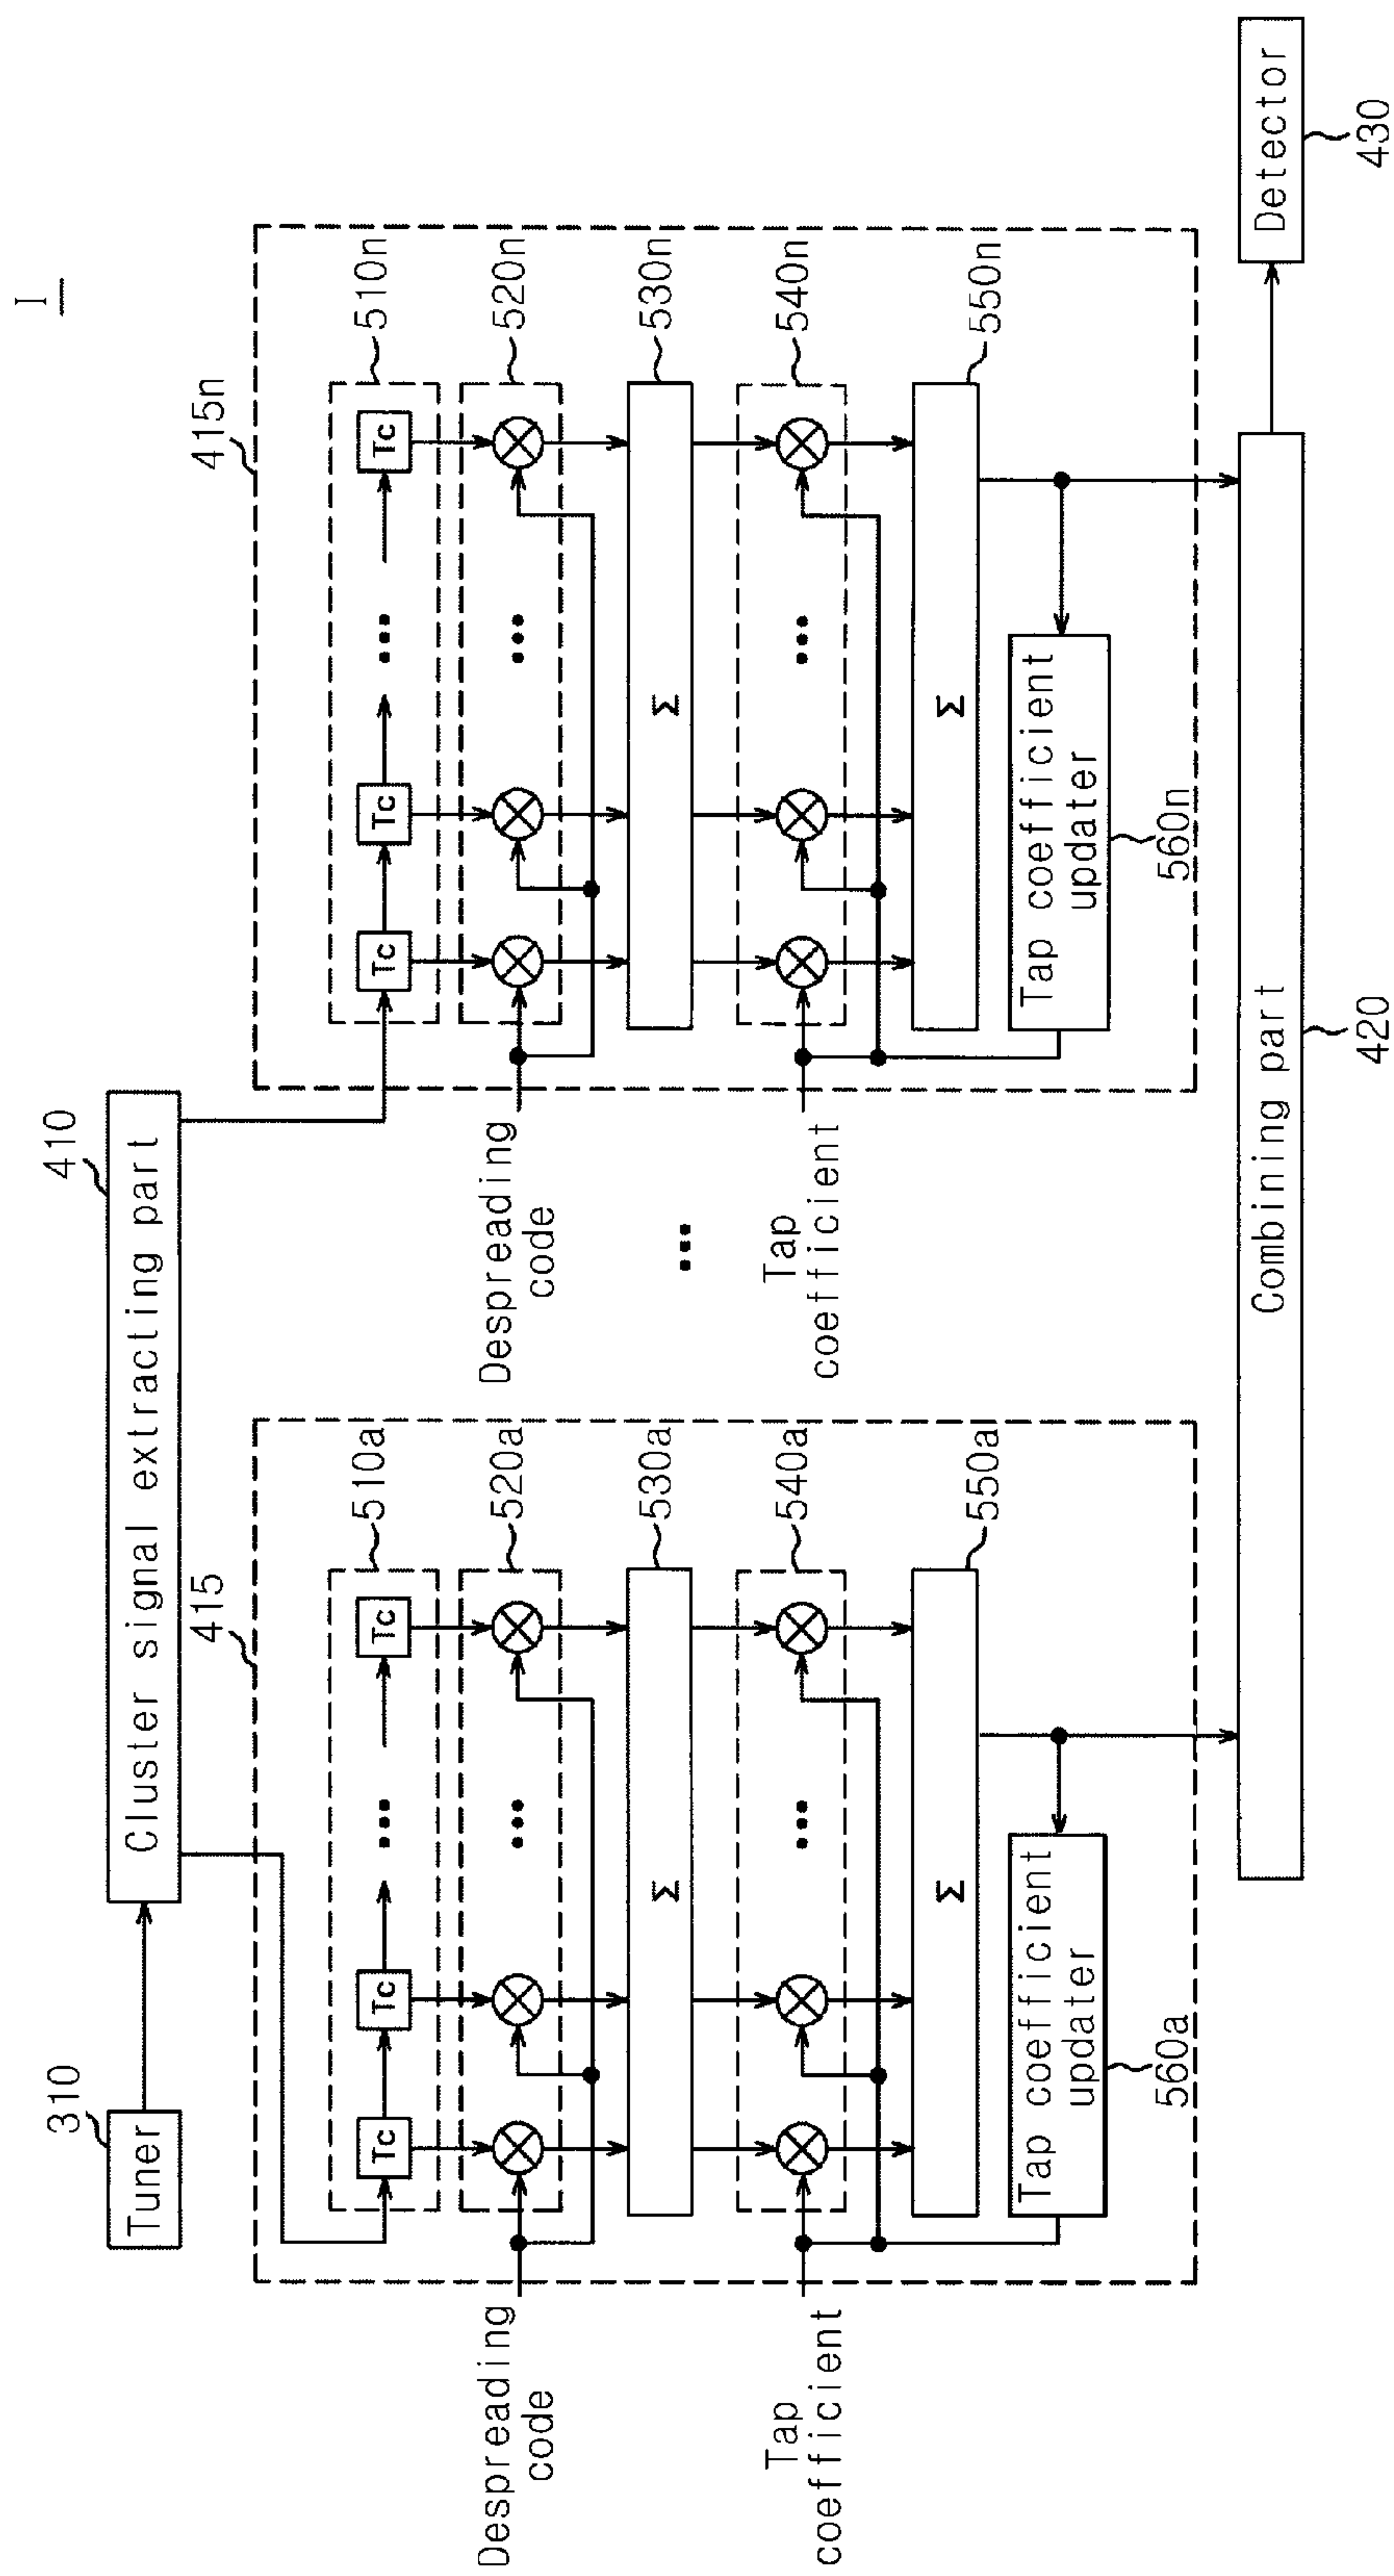 I
310
Tuner
410
Cluster signal extracting part
415
415n
510a
Tc
Tc
Tc
...
510n
Tc
Tc
Tc
...
520a
...
520n
...
Despreading
code
Despreading
code
530a
Σ
530n
Σ
...
540a
...
540n
...
Tap
coefficient
Tap
coefficient
550a
Σ
550n
Σ
Tap coefficient
updater
560a
Tap coefficient
updater
560n
Combining part
420
Detector
430